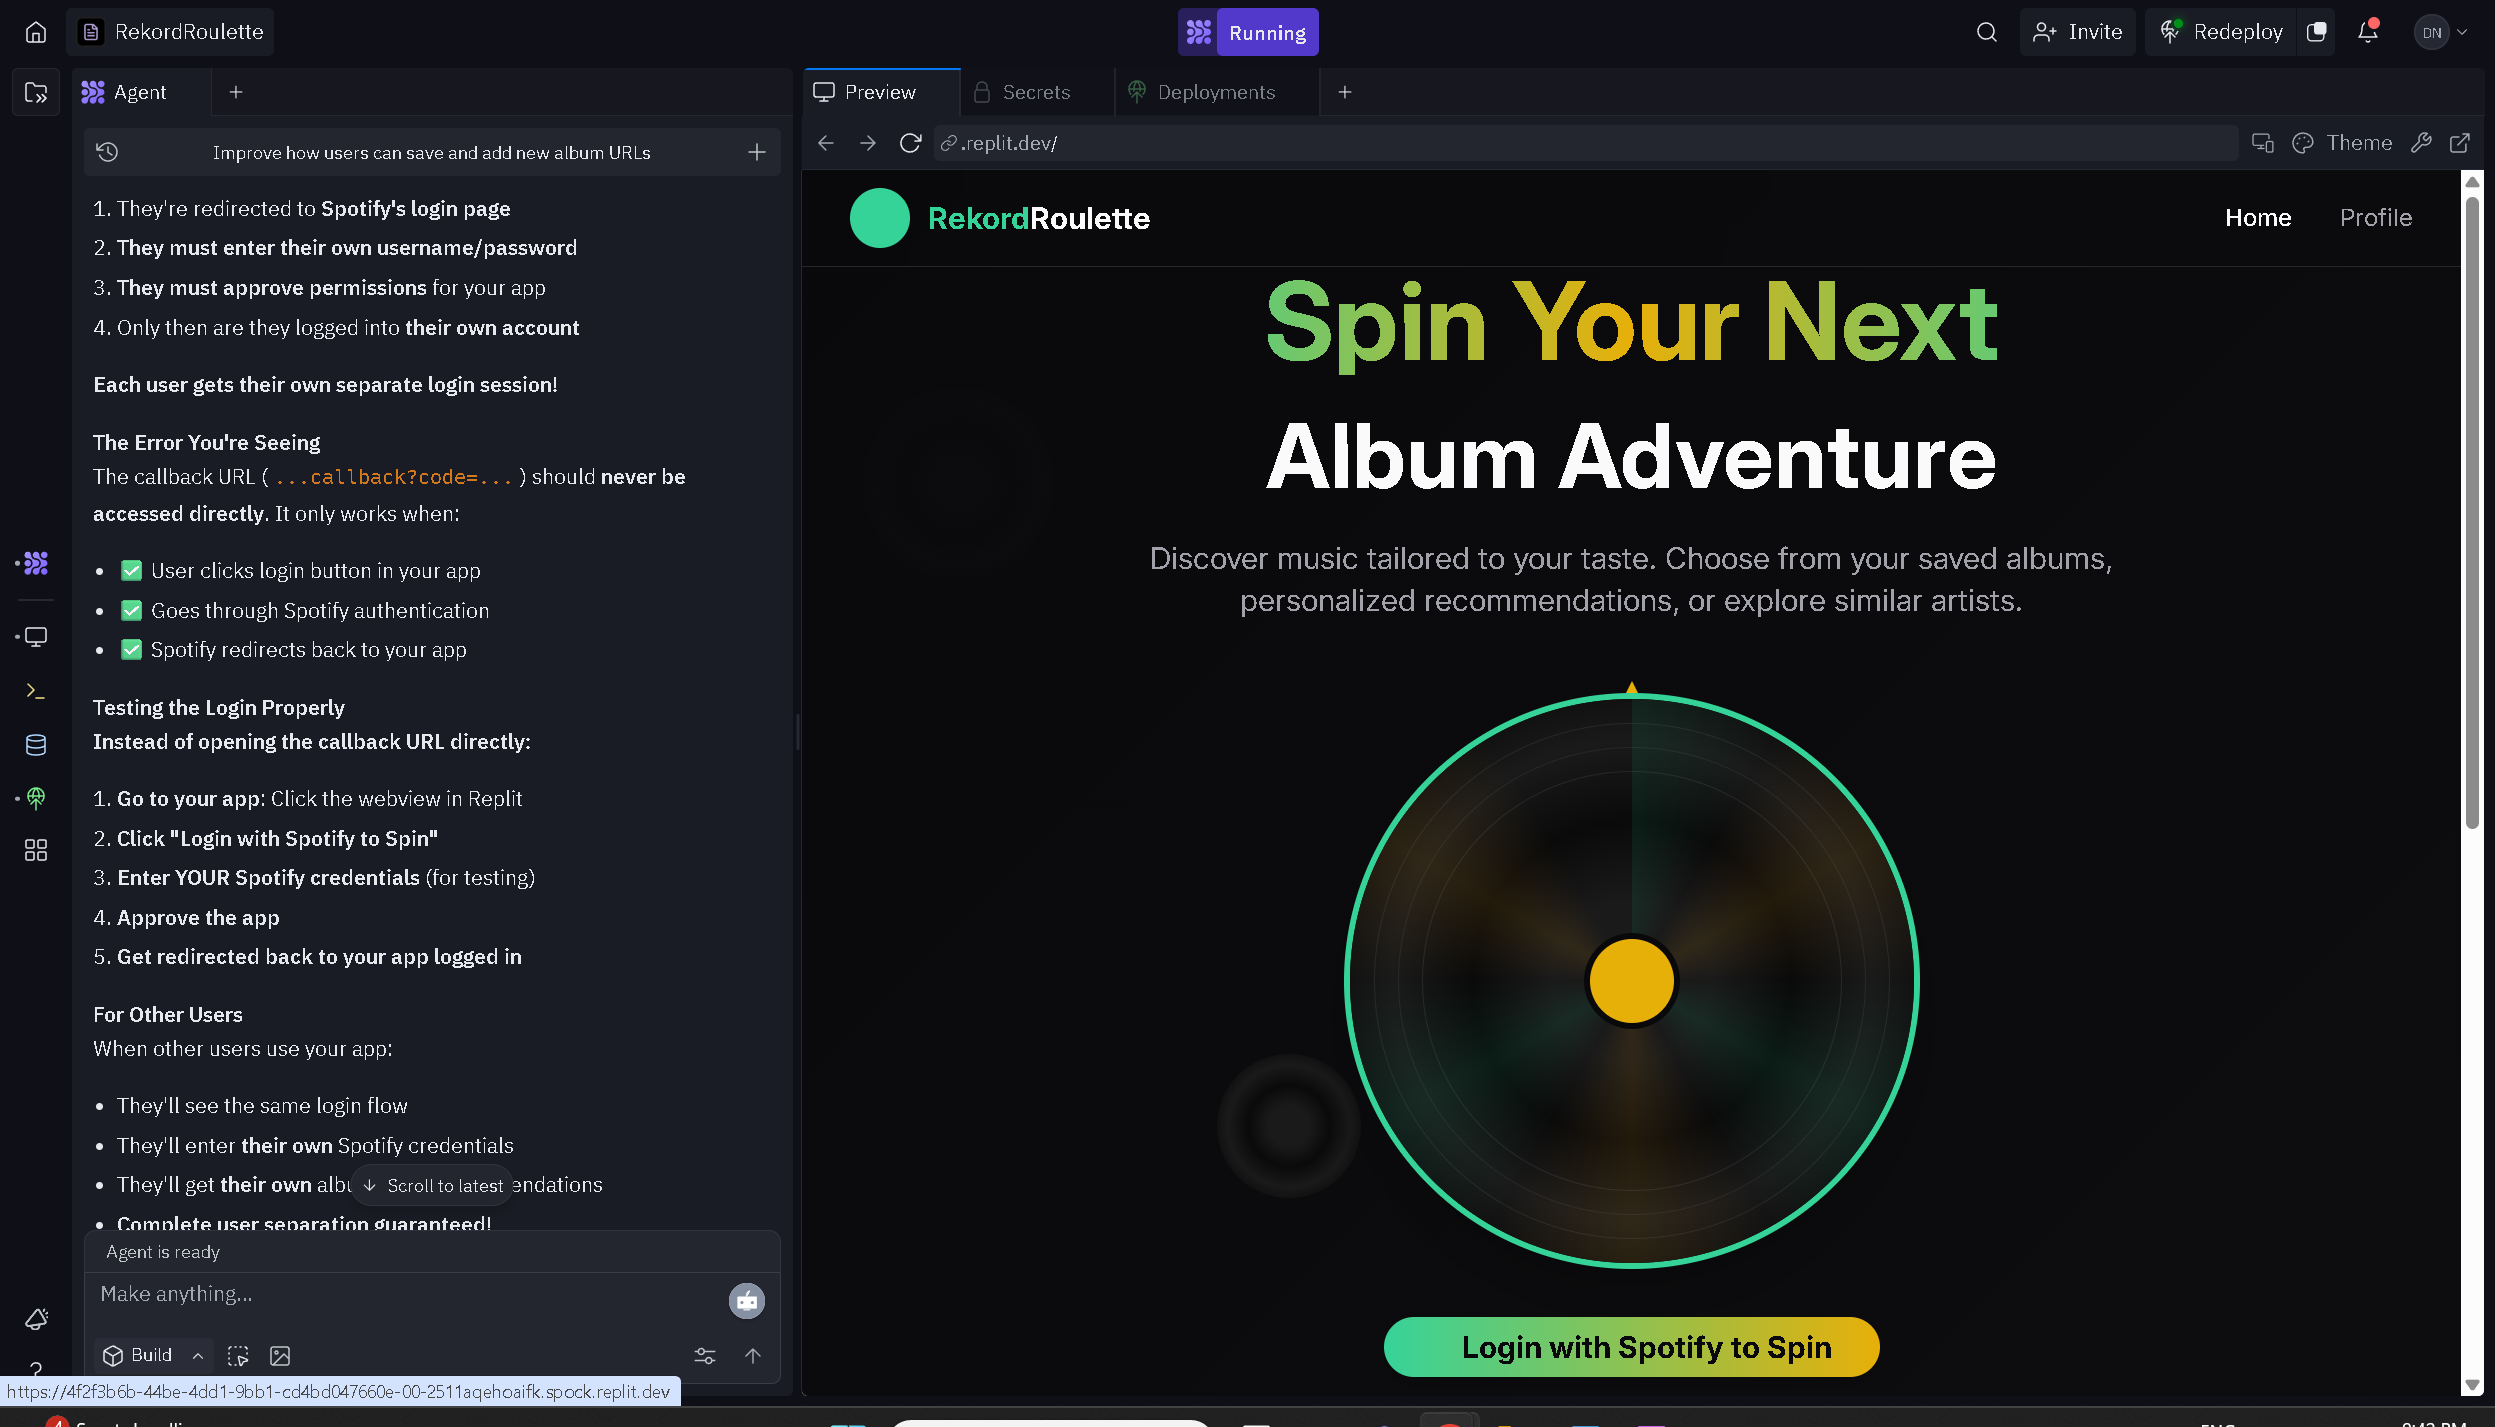 RekordRoulette
Running
Invite
Redeploy
DN
Agent
Preview
Secrets
Deployments
Improve how users can save and add new album URLs
.replit.dev/
Theme
1. They're redirected to Spotify's login page
2. They must enter their own username/password
3. They must approve permissions for your app
4. Only then are they logged into their own account
Each user gets their own separate login session!
The Error You're Seeing
The callback URL ( ...callback?code=... ) should never be
accessed directly. It only works when:
• ✅ User clicks login button in your app
• ✅ Goes through Spotify authentication
• ✅ Spotify redirects back to your app
Testing the Login Properly
Instead of opening the callback URL directly:
1. Go to your app: Click the webview in Replit
2. Click "Login with Spotify to Spin"
3. Enter YOUR Spotify credentials (for testing)
4. Approve the app
5. Get redirected back to your app logged in
For Other Users
When other users use your app:
• They'll see the same login flow
• They'll enter their own Spotify credentials
• They'll get their own albu
endations
Scroll to latest
• Complete user separation guaranteed!
Agent is ready
Make anything...
Build
https://4f2f3b6b-44be-4dd1-9bb1-cd4bd047660e-00-2511aqehoaifk.spock.replit.dev
RekordRoulette
Home
Profile
Spin Your Next
Album Adventure
Discover music tailored to your taste. Choose from your saved albums,
personalized recommendations, or explore similar artists.
Login with Spotify to Spin